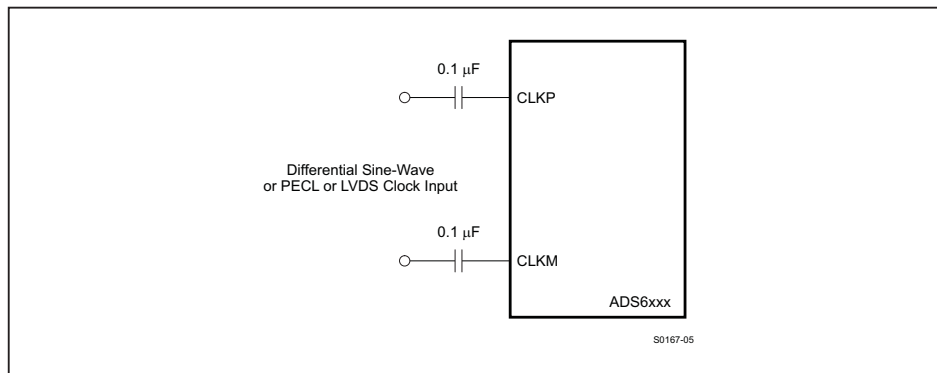 0.1 μF
CLKP
Differential Sine-Wave
or PECL or LVDS Clock Input
0.1 μF
CLKM
ADS6xxx
S0167-05